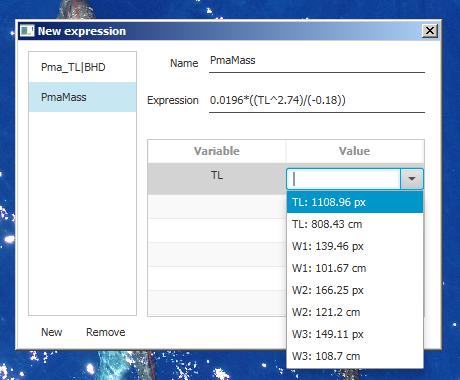 New expression
Pma_TL|BHD
PmaMass
Name PmaMass
Expression 0.0196*((TL^2.74)/(-0.18))
Variable Value
TL
TL: 1108.96 px
TL: 808.43 cm
W1: 139.46 px
W1: 101.67 cm
W2: 166.25 px
W2: 121.2 cm
W3: 149.11 px
W3: 108.7 cm
New Remove